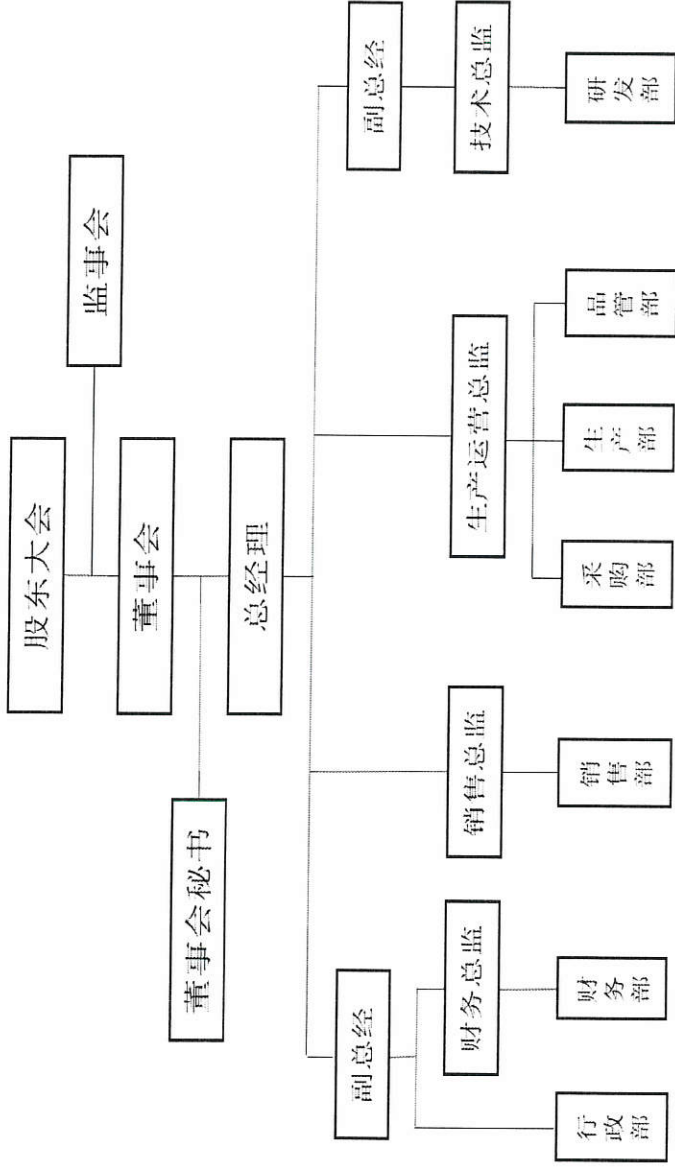 股东大会
监事会
董事会
董事会秘书
总经理
副总经
副总经
财务总监
销售总监
生产运营总监
技术总监
行政部
财务部
销售部
采购部
生产部
品管部
研发部